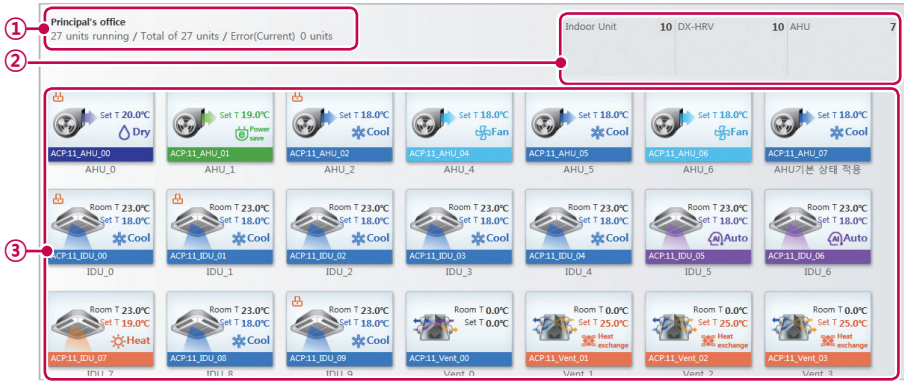 ①
Principal's office
27 units running / Total of 27 units / Error(Current) 0 units
②
Indoor Unit 10 DX-HRV 10 AHU 7
③
Set T 20.0℃ Set T 19.0℃ Set T 18.0℃ Set T 18.0℃ Set T 18.0℃ Set T 18.0℃ Set T 18.0℃
Dry Power save Cool Fan Cool Fan Cool
ACP:11_AHU_00 ACP:11_AHU_01 ACP:11_AHU_02 ACP:11_AHU_04 ACP:11_AHU_05 ACP:11_AHU_06 ACP:11_AHU_07
AHU_0 AHU_1 AHU_2 AHU_4 AHU_5 AHU_6 AHU기본 상태 적용
Room T 23.0℃ Room T 23.0℃ Room T 23.0℃ Room T 23.0℃ Room T 23.0℃ Room T 23.0℃ Room T 23.0℃
Set T 18.0℃ Set T 18.0℃ Set T 18.0℃ Set T 18.0℃ Set T 18.0℃ Set T 18.0℃ Set T 18.0℃
Cool Cool Cool Cool Cool AI Auto AI Auto
ACP:11_IDU_00 ACP:11_IDU_01 ACP:11_IDU_02 ACP:11_IDU_03 ACP:11_IDU_04 ACP:11_IDU_05 ACP:11_IDU_06
IDU_0 IDU_1 IDU_2 IDU_3 IDU_4 IDU_5 IDU_6
Room T 23.0℃ Room T 23.0℃ Room T 23.0℃ Room T 0.0℃ Room T 0.0℃ Room T 0.0℃ Room T 0.0℃
Set T 19.0℃ Set T 18.0℃ Set T 18.0℃ Set T 0.0℃ Set T 25.0℃ Set T 25.0℃ Set T 25.0℃
Heat Cool Cool Heat exchange Heat exchange Heat exchange
ACP:11_IDU_07 ACP:11_IDU_08 ACP:11_IDU_09 ACP:11_Vent_00 ACP:11_Vent_01 ACP:11_Vent_02 ACP:11_Vent_03
IDU_7 IDU_8 IDU_9 Vent_0 Vent_1 Vent_2 Vent_3